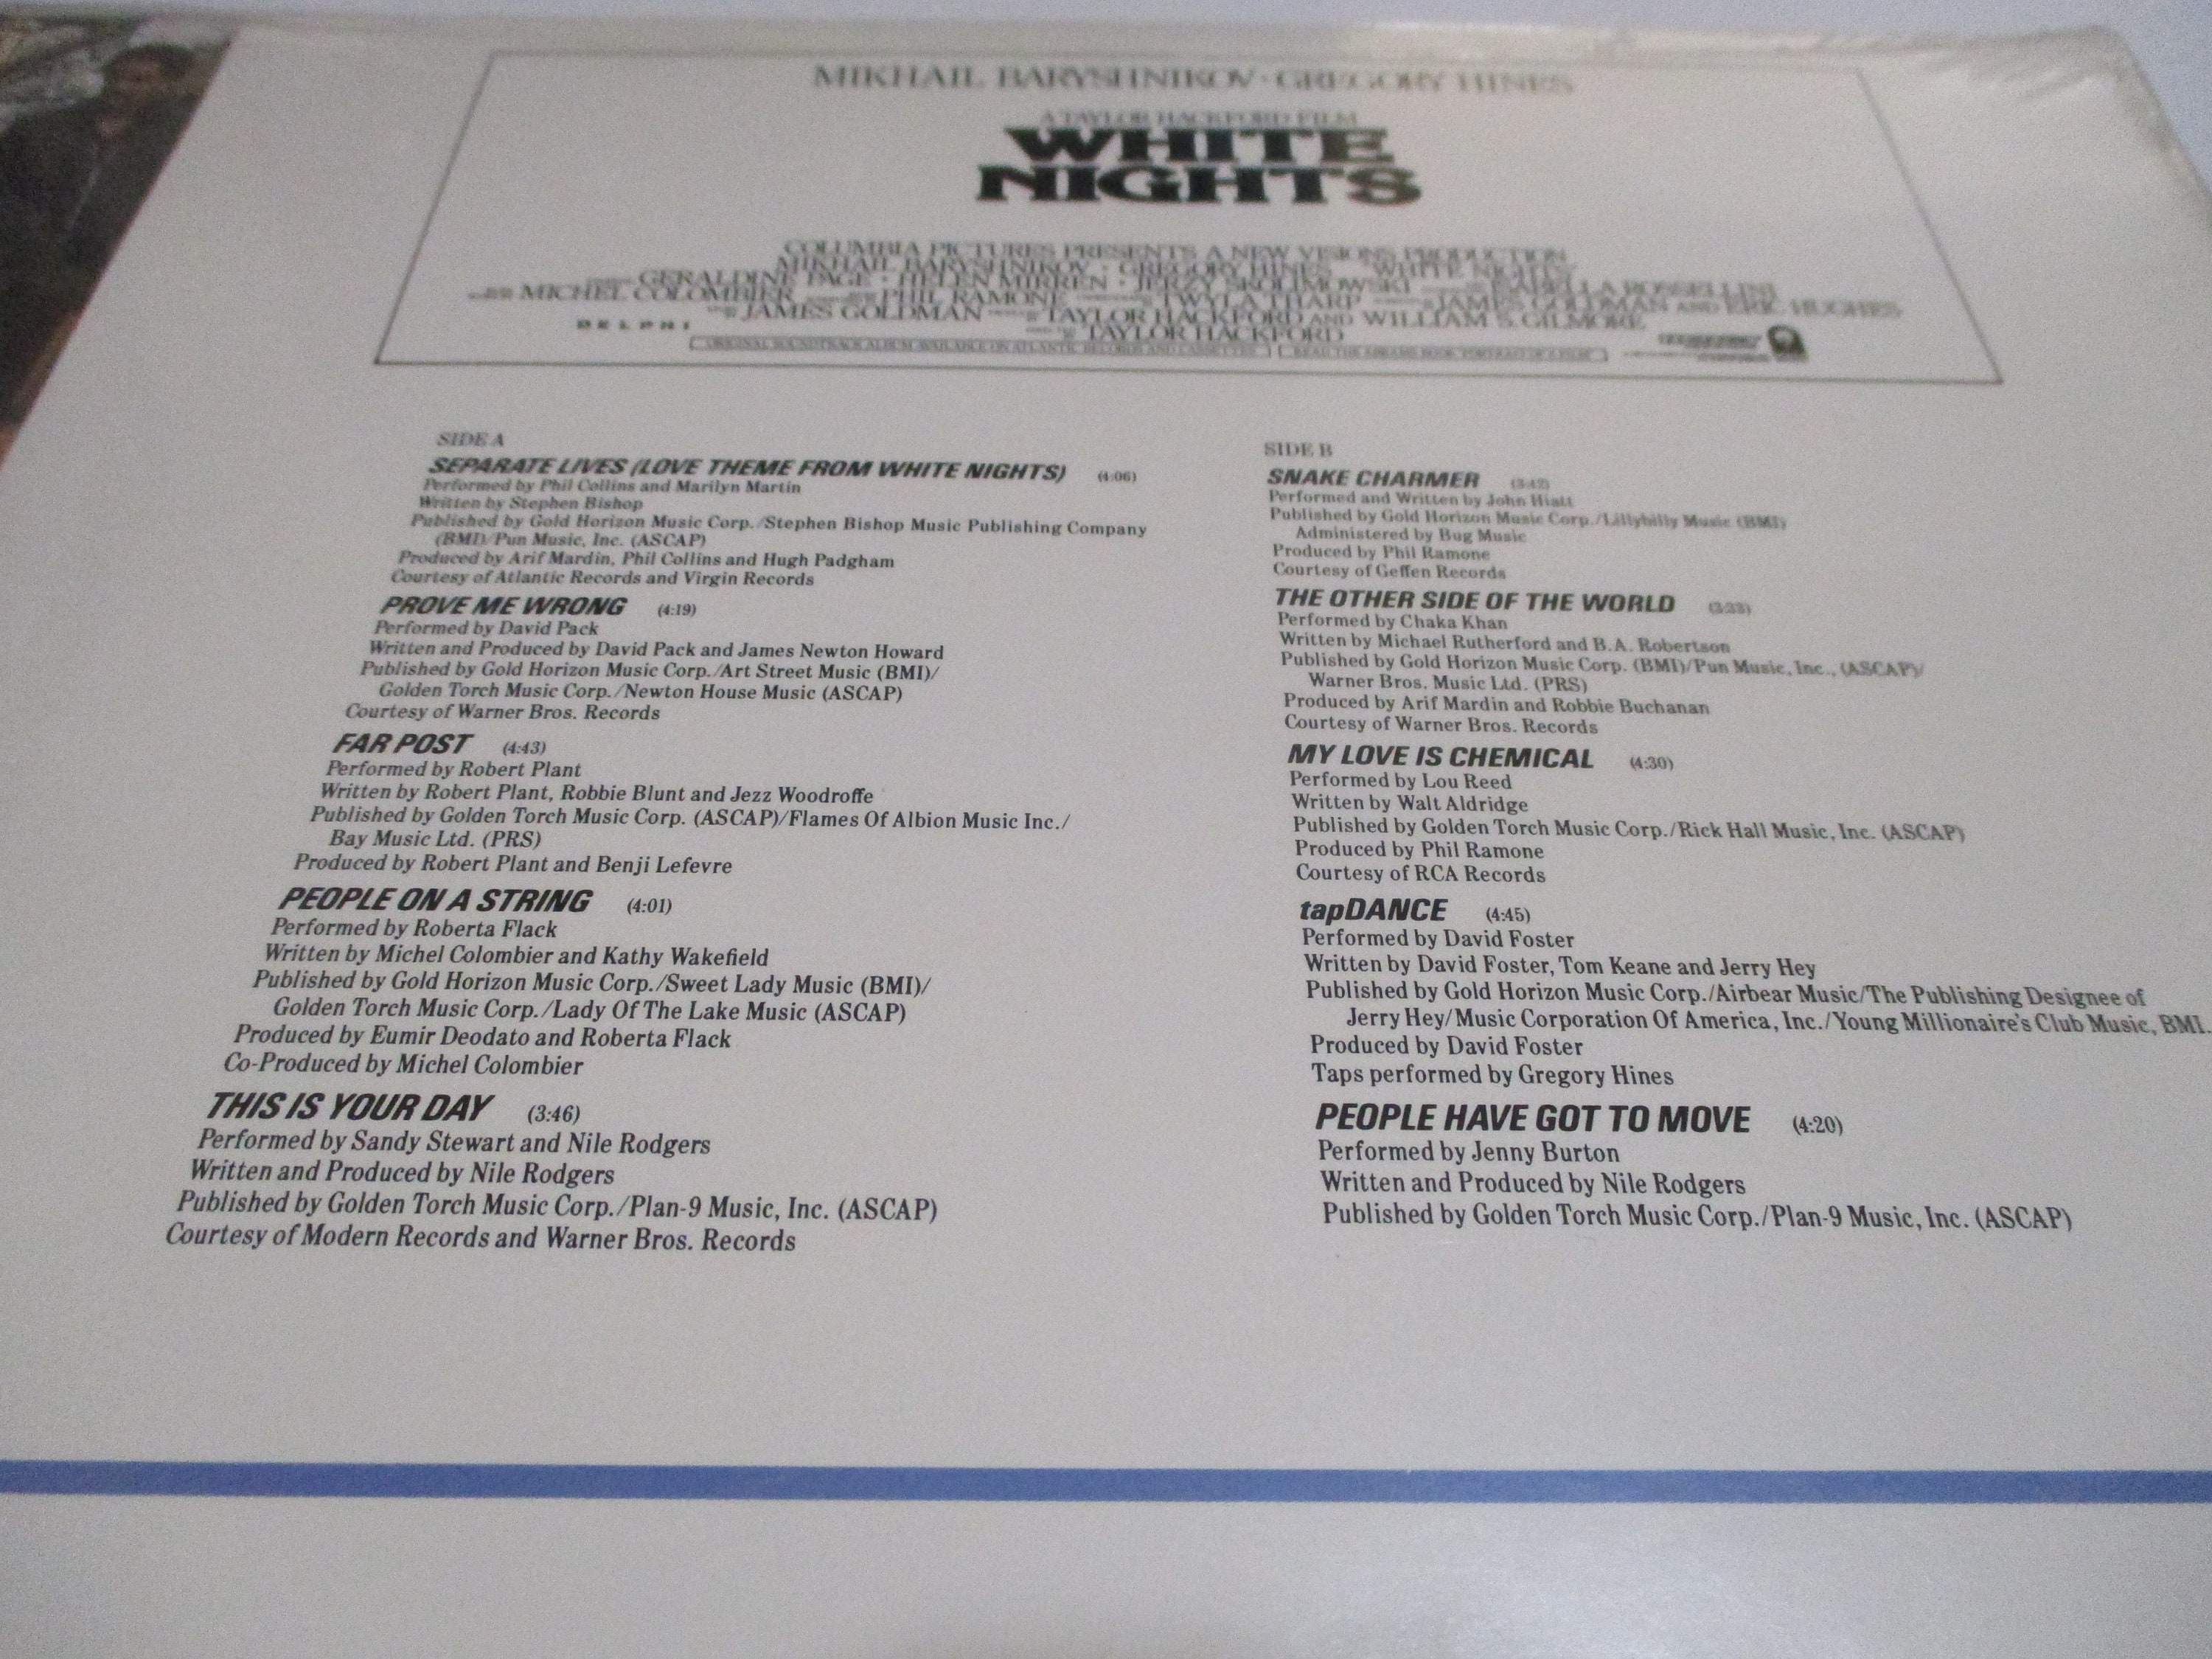 MIKHAIL BARYSHNIKOV · GREGORY HINES
A TAYLOR HACKFORD FILM
WHITE
NIGHTS
COLUMBIA PICTURES PRESENTS A NEW VISIONS PRODUCTION
MIKHAIL BARYSHNIKOV · GREGORY HINES "WHITE NIGHTS"
GERALDINE PAGE · HELEN MIRREN · JERZY SKOLIMOWSKI ISABELLA ROSSELLINI
MICHEL COLOMBIER PHIL RAMONE TWYLA THARP JAMES GOLDMAN AND ERIC HUGHES
JAMES GOLDMAN TAYLOR HACKFORD AND WILLIAM S. GILMORE
DELPHI TAYLOR HACKFORD
ORIGINAL SOUNDTRACK ALBUM AVAILABLE ON ATLANTIC RECORDS AND CASSETTES
SIDE A
SEPARATE LIVES (LOVE THEME FROM WHITE NIGHTS) (4:06)
Performed by Phil Collins and Marilyn Martin
Written by Stephen Bishop
Published by Gold Horizon Music Corp./Stephen Bishop Music Publishing Company
(BMI)/Pun Music, Inc. (ASCAP)
Produced by Arif Mardin, Phil Collins and Hugh Padgham
Courtesy of Atlantic Records and Virgin Records
PROVE ME WRONG (4:19)
Performed by David Pack
Written and Produced by David Pack and James Newton Howard
Published by Gold Horizon Music Corp./Art Street Music (BMI)/
Golden Torch Music Corp./Newton House Music (ASCAP)
Courtesy of Warner Bros. Records
FAR POST (4:43)
Performed by Robert Plant
Written by Robert Plant, Robbie Blunt and Jezz Woodroffe
Published by Golden Torch Music Corp. (ASCAP)/Flames Of Albion Music Inc./
Bay Music Ltd. (PRS)
Produced by Robert Plant and Benji Lefevre
PEOPLE ON A STRING (4:01)
Performed by Roberta Flack
Written by Michel Colombier and Kathy Wakefield
Published by Gold Horizon Music Corp./Sweet Lady Music (BMI)/
Golden Torch Music Corp./Lady Of The Lake Music (ASCAP)
Produced by Eumir Deodato and Roberta Flack
Co-Produced by Michel Colombier
THIS IS YOUR DAY (3:46)
Performed by Sandy Stewart and Nile Rodgers
Written and Produced by Nile Rodgers
Published by Golden Torch Music Corp./Plan-9 Music, Inc. (ASCAP)
Courtesy of Modern Records and Warner Bros. Records
SIDE B
SNAKE CHARMER (3:42)
Performed and Written by John Hiatt
Published by Gold Horizon Music Corp./Lillybilly Music (BMI)
Administered by Bug Music
Produced by Phil Ramone
Courtesy of Geffen Records
THE OTHER SIDE OF THE WORLD
Performed by Chaka Khan
Written by Michael Rutherford and B.A. Robertson
Published by Gold Horizon Music Corp. (BMI)/Pun Music, Inc., (ASCAP)/
Warner Bros. Music Ltd. (PRS)
Produced by Arif Mardin and Robbie Buchanan
Courtesy of Warner Bros. Records
MY LOVE IS CHEMICAL (4:30)
Performed by Lou Reed
Written by Walt Aldridge
Published by Golden Torch Music Corp./Rick Hall Music, Inc. (ASCAP)
Produced by Phil Ramone
Courtesy of RCA Records
tapDANCE (4:45)
Performed by David Foster
Written by David Foster, Tom Keane and Jerry Hey
Published by Gold Horizon Music Corp./Airbear Music/The Publishing Designee of
Jerry Hey/Music Corporation Of America, Inc./Young Millionaire's Club Music, BMI.
Produced by David Foster
Taps performed by Gregory Hines
PEOPLE HAVE GOT TO MOVE (4:20)
Performed by Jenny Burton
Written and Produced by Nile Rodgers
Published by Golden Torch Music Corp./Plan-9 Music, Inc. (ASCAP)